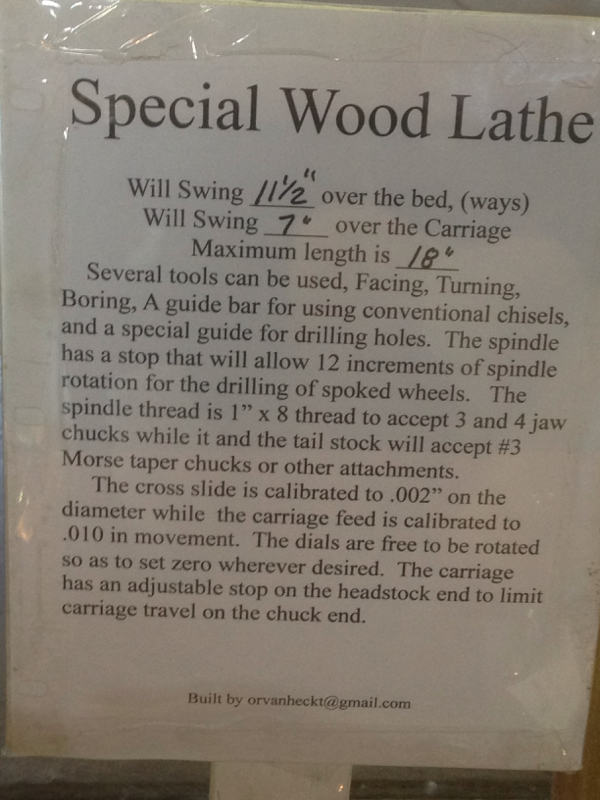 Special Wood Lathe
Will Swing 11 1/2" over the bed, (ways)
Will Swing 7" over the Carriage
Maximum length is 18"
Several tools can be used, Facing, Turning,
Boring, A guide bar for using conventional chisels,
and a special guide for drilling holes. The spindle
has a stop that will allow 12 increments of spindle
rotation for the drilling of spoked wheels. The
spindle thread is 1” x 8 thread to accept 3 and 4 jaw
chucks while it and the tail stock will accept #3
Morse taper chucks or other attachments.
The cross slide is calibrated to .002” on the
diameter while the carriage feed is calibrated to
.010 in movement. The dials are free to be rotated
so as to set zero wherever desired. The carriage
has an adjustable stop on the headstock end to limit
carriage travel on the chuck end.
Built by orvanheckt@gmail.com